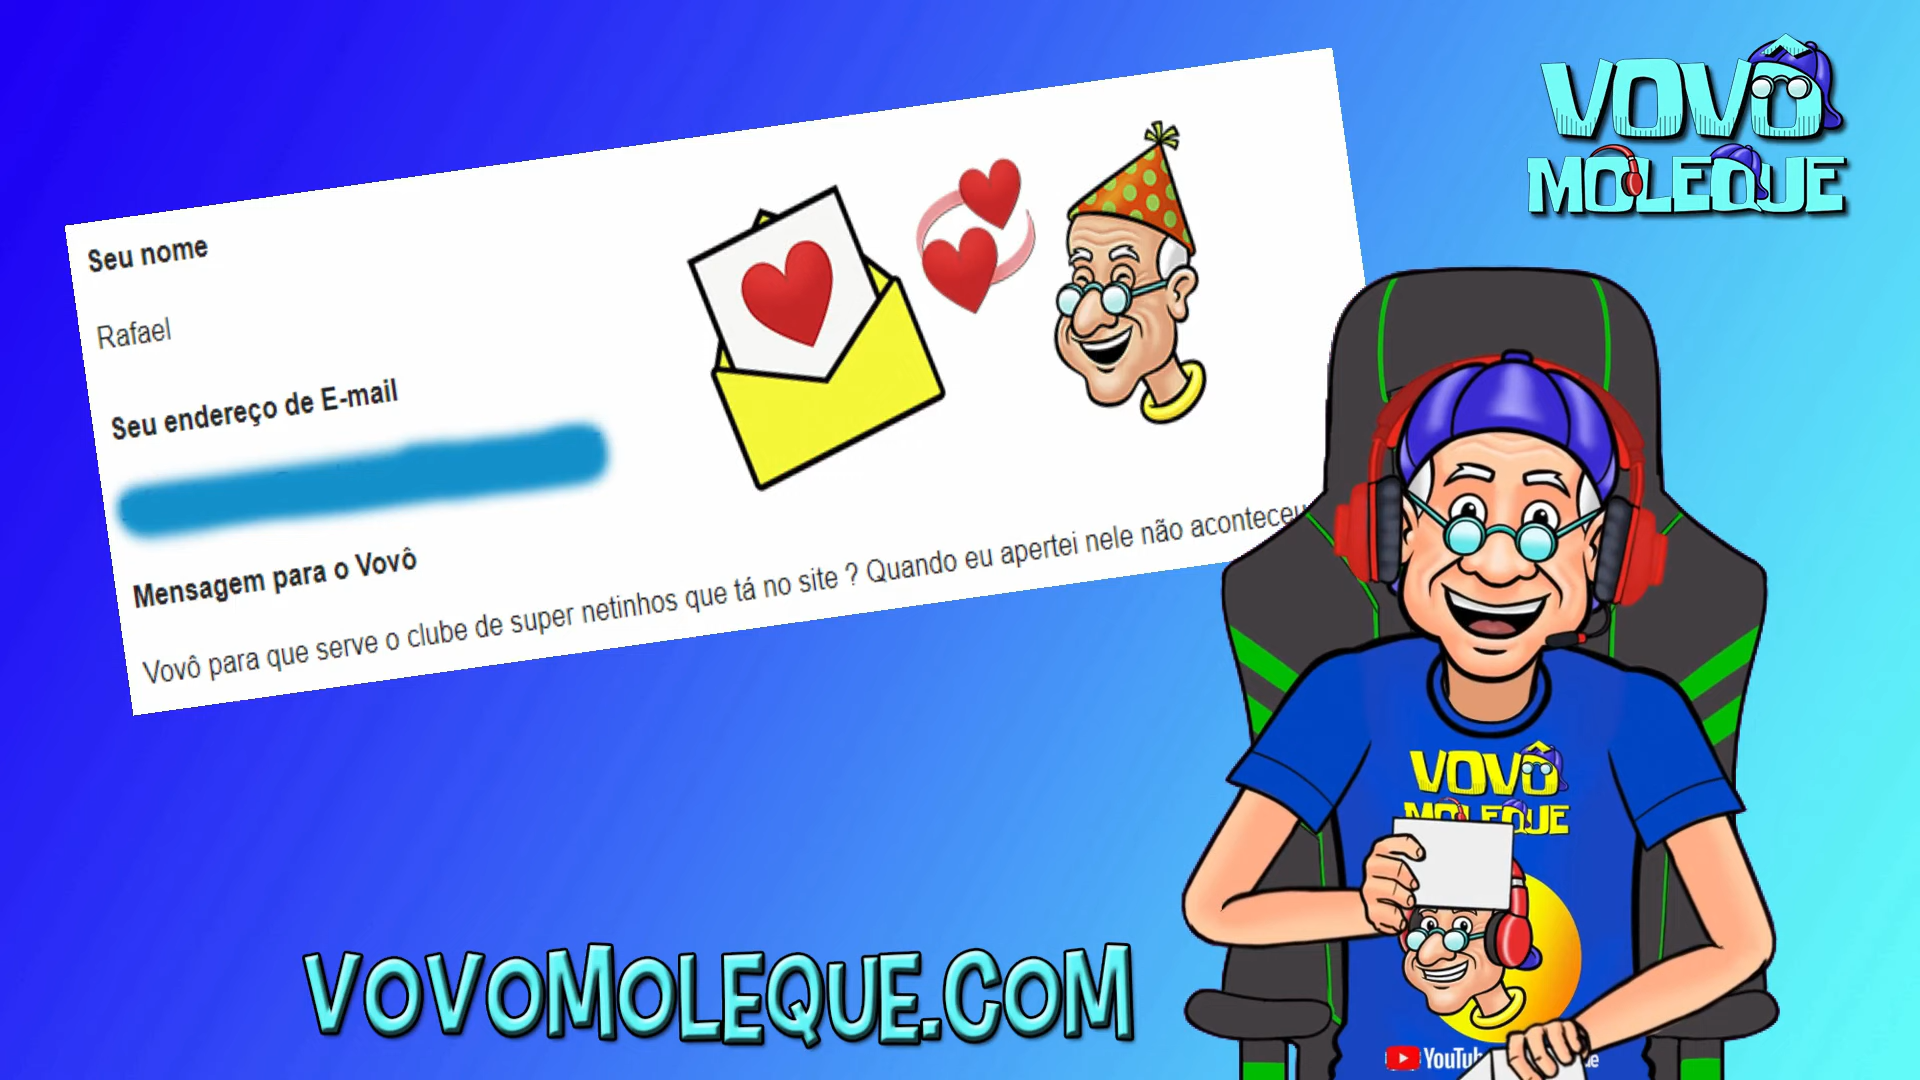 VOVÔ
MOLEQUE
Seu nome
Rafael
Seu endereço de E-mail
Mensagem para o Vovô
Vovô para que serve o clube de super netinhos que tá no site ? Quando eu apertei nele não aconteceu
VOVÔ
MOLEQUE
VOVOMOLEQUE.COM